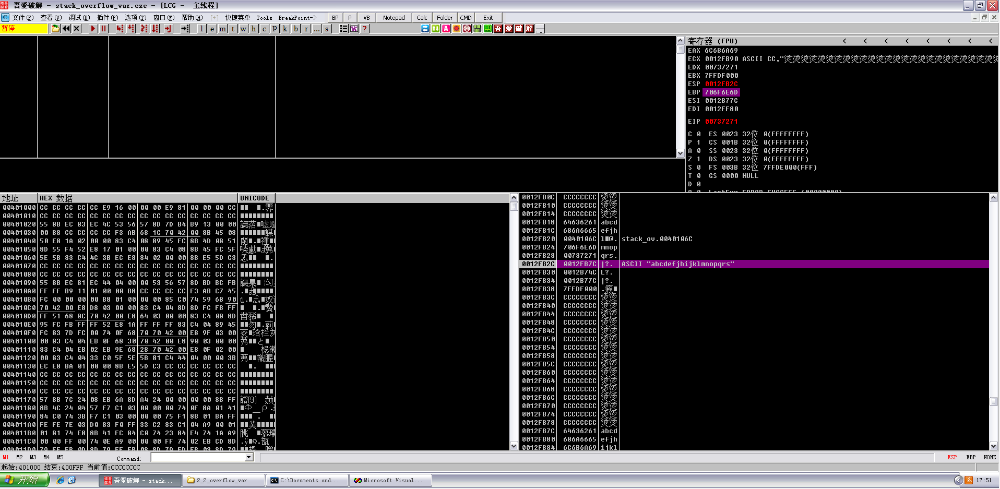 吾愛破解 - stack_overflow_var.exe - [LCG - 主线程]
文件(F) 查看(V) 调试(D) 插件(P) 选项(T) 窗口(W) 帮助(H) [+] 快捷菜单 Tools BreakPoint-> BP P VB Notepad Calc Folder CMD Exit
暂停 l e m t w h c p k b r ... s ?
吾 爱 破 解
寄存器 (FPU) < < < < < < < <
EAX 6C6B6A69
ECX 0012FB90 ASCII CC,"烫烫烫烫烫烫烫烫烫烫烫烫烫烫烫烫烫烫烫烫烫烫烫烫烫
EDX 00737271
EBX 7FFDF000
ESP 0012FB2C
EBP 706F6E6D
ESI 0012B77C
EDI 0012FF80
EIP 00737271
C 0 ES 0023 32位 0(FFFFFFFF)
P 1 CS 001B 32位 0(FFFFFFFF)
A 0 SS 0023 32位 0(FFFFFFFF)
Z 1 DS 0023 32位 0(FFFFFFFF)
S 0 FS 003B 32位 7FFDE000(FFF)
T 0 GS 0000 NULL
D 0
地址 HEX 数据 UNICODE
00401000 CC CC CC CC CC E9 16 00 00 00 E9 81 00 00 00 CC
00401010 CC CC CC CC CC CC CC CC CC CC CC CC CC CC CC CC
00401020 55 8B EC 83 EC 4C 53 56 57 8D 7D B4 B9 13 00 00
00401030 00 B8 CC CC CC CC F3 AB 68 1C 70 42 00 8B 45 08
00401040 50 E8 1A 02 00 00 83 C4 08 89 45 FC 8B 4D 08 51
00401050 8D 55 F4 52 E8 17 01 00 00 83 C4 08 8B 45 FC 5F
00401060 5E 5B 83 C4 4C 3B EC E8 84 02 00 00 8B E5 5D C3
00401070 CC CC CC CC CC CC CC CC CC CC CC CC CC CC CC CC
00401080 CC CC CC CC CC CC CC CC CC CC CC CC CC CC CC CC
00401090 55 8B EC 81 EC 44 04 00 00 53 56 57 8D BD BC FB
004010A0 FF FF B9 11 01 00 00 B8 CC CC CC CC F3 AB C7 45
004010B0 FC 00 00 00 00 B8 01 00 00 00 85 C0 74 59 68 90
004010C0 70 42 00 E8 D8 03 00 00 83 C4 04 8D 8D FC FB FF
004010D0 FF 51 68 8C 70 42 00 E8 64 03 00 00 83 C4 08 8D
004010E0 95 FC FB FF FF 52 E8 1A FF FF FF 83 C4 04 89 45
004010F0 FC 83 7D FC 00 74 0F 68 70 70 42 00 E8 9F 03 00
00401100 00 83 C4 04 EB 0F 68 30 70 42 00 E8 90 03 00 00
00401110 83 C4 04 EB 02 EB 9E 68 28 70 42 00 E8 0F 02 00
00401120 00 83 C4 04 33 C0 5F 5E 5B 81 C4 44 04 00 00 3B
00401130 EC E8 BA 01 00 00 8B E5 5D C3 CC CC CC CC CC CC
00401140 CC CC CC CC CC CC CC CC CC CC CC CC CC CC CC CC
00401150 CC CC CC CC CC CC CC CC CC CC CC CC CC CC CC CC
00401160 CC CC CC CC CC CC CC CC CC CC CC CC CC CC CC CC
00401170 57 8B 7C 24 08 EB 6A 8D A4 24 00 00 00 00 8B FF
00401180 8B 4C 24 04 57 F7 C1 03 00 00 00 74 0F 8A 01 41
00401190 84 C0 74 3B F7 C1 03 00 00 00 75 F1 8B 01 BA FF
004011A0 FE FE 7E 03 D0 83 F0 FF 33 C2 83 C1 04 A9 00 01
004011B0 01 81 74 E8 8B 41 FC 84 C0 74 23 84 E4 74 1A A9
004011C0 00 00 FF 00 74 0E A9 00 00 00 FF 74 02 EB CD 8D
0012FB0C CCCCCCCC 烫烫
0012FB10 CCCCCCCC 烫烫
0012FB14 CCCCCCCC 烫烫
0012FB18 64636261 abcd
0012FB1C 686A6665 efjh
0012FB20 0040106C l■@. stack_ov.0040106C
0012FB24 706F6E6D mnop
0012FB28 00737271 qrs.
0012FB2C 0012FB7C |?. ASCII "abcdefjhijklmnopqrs"
0012FB30 0012B74C L?.
0012FB34 0012B77C |?.
0012FB38 7FFDF000
0012FB3C CCCCCCCC 烫烫
0012FB40 CCCCCCCC 烫烫
0012FB44 CCCCCCCC 烫烫
0012FB48 CCCCCCCC 烫烫
0012FB4C CCCCCCCC 烫烫
0012FB50 CCCCCCCC 烫烫
0012FB54 CCCCCCCC 烫烫
0012FB58 CCCCCCCC 烫烫
0012FB5C CCCCCCCC 烫烫
0012FB60 CCCCCCCC 烫烫
0012FB64 CCCCCCCC 烫烫
0012FB68 CCCCCCCC 烫烫
0012FB6C CCCCCCCC 烫烫
0012FB70 CCCCCCCC 烫烫
0012FB74 CCCCCCCC 烫烫
0012FB78 CCCCCCCC 烫烫
0012FB7C 64636261 abcd
0012FB80 686A6665 efjh
0012FB84 6C6B6A69 ijkl
M1 M2 M3 M4 M5 Command: ESP EBP NONE
起始:401000 结束:400FFF 当前值:CCCCCCCC
开始 吾愛破解 - stack... 2_2_overflow_var C:\Documents and... Microsoft Visual... 17:51